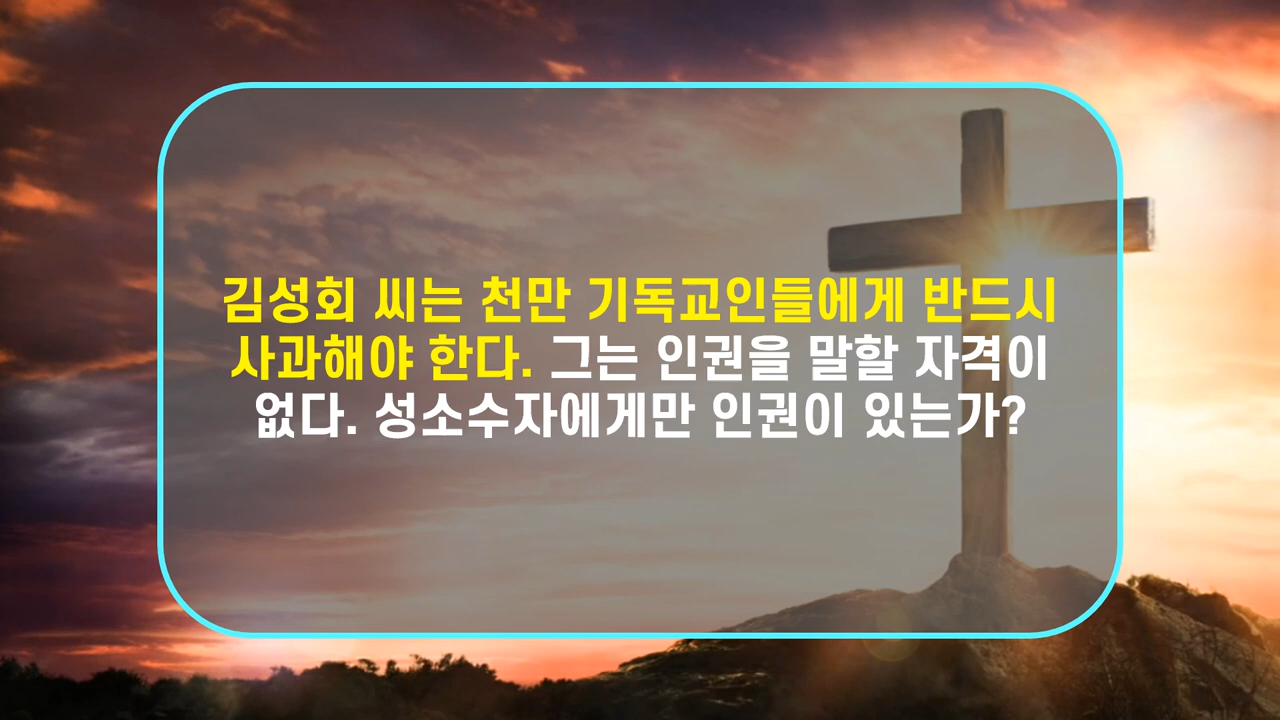 김성회 씨는 천만 기독교인들에게 반드시
사과해야 한다. 그는 인권을 말할 자격이
없다. 성소수자에게만 인권이 있는가?